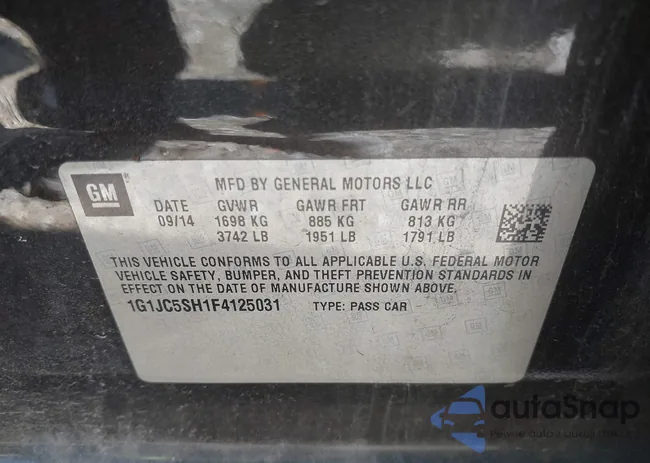 GM
MFD BY GENERAL MOTORS LLC
DATE GVWR GAWR FRT GAWR RR
09/14 1698 KG 885 KG 813 KG
3742 LB 1951 LB 1791 LB
THIS VEHICLE CONFORMS TO ALL APPLICABLE U.S. FEDERAL MOTOR
VEHICLE SAFETY, BUMPER, AND THEFT PREVENTION STANDARDS
IN EFFECT ON THE DATE OF MANUFACTURE SHOWN ABOVE.
1G1JC5SH1F4125031 TYPE: PASS CAR
autoSnap